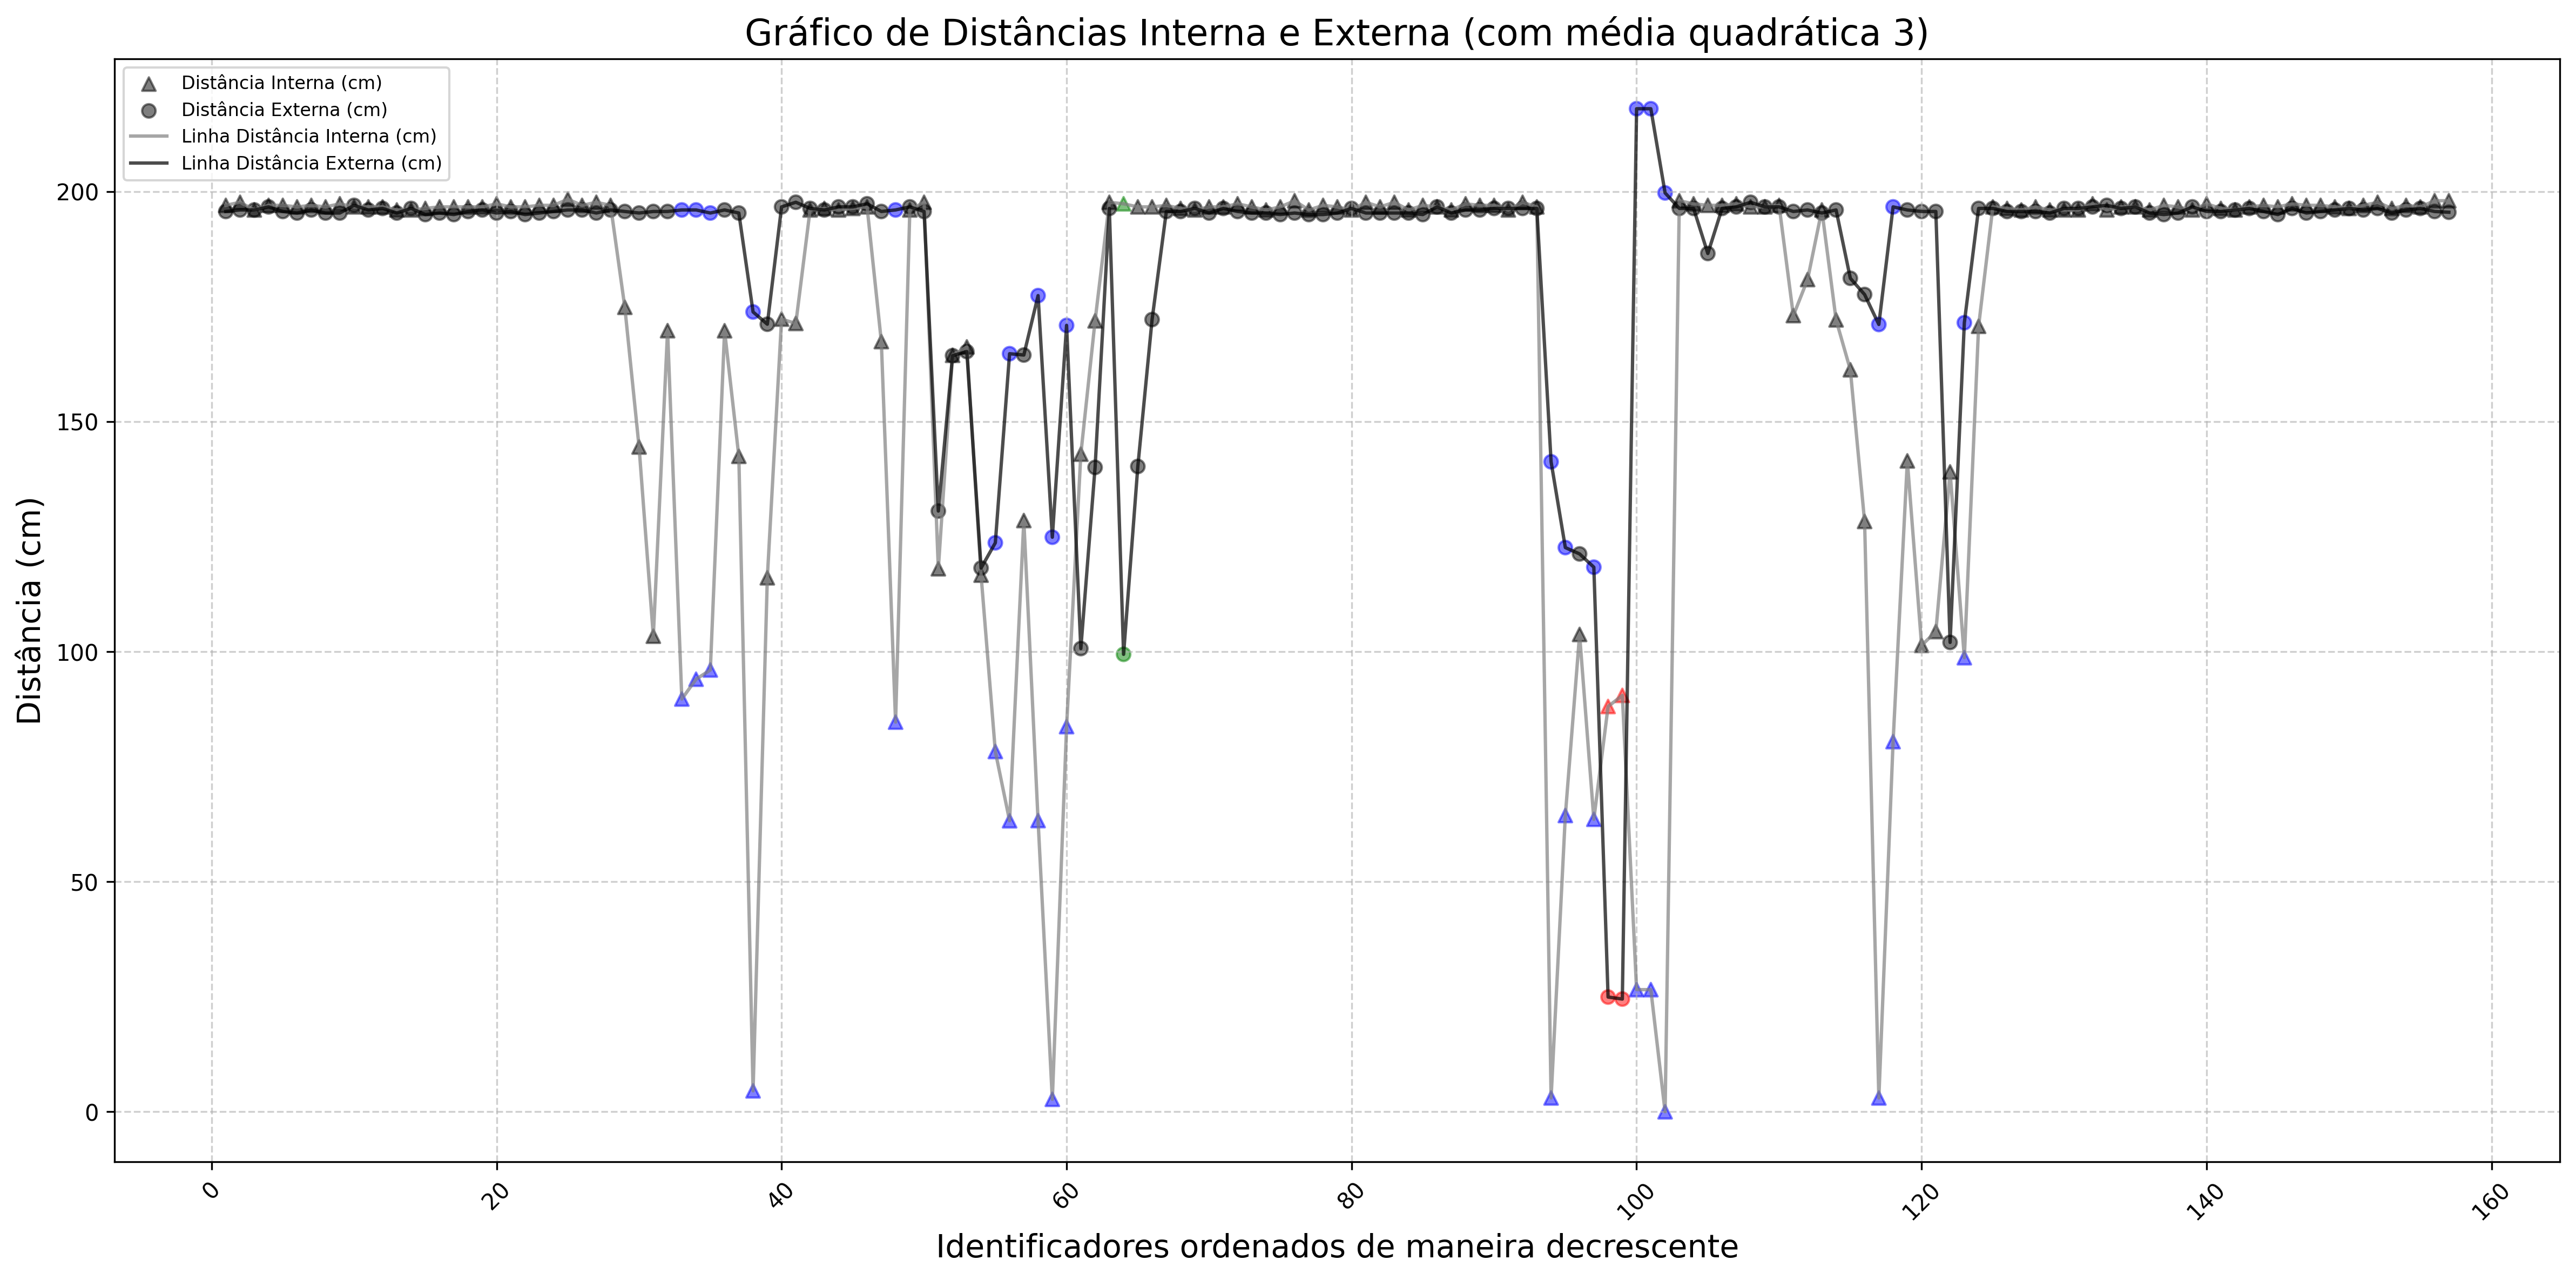 Gráfico de Distâncias Interna e Externa (com média quadrática 3)
Distância Interna (cm)
Distância Externa (cm)
Linha Distância Interna (cm)
Linha Distância Externa (cm)
Distância (cm)
200
150
100
50
0
0 20 40 60 80 100 120 140 160
Identificadores ordenados de maneira decrescente